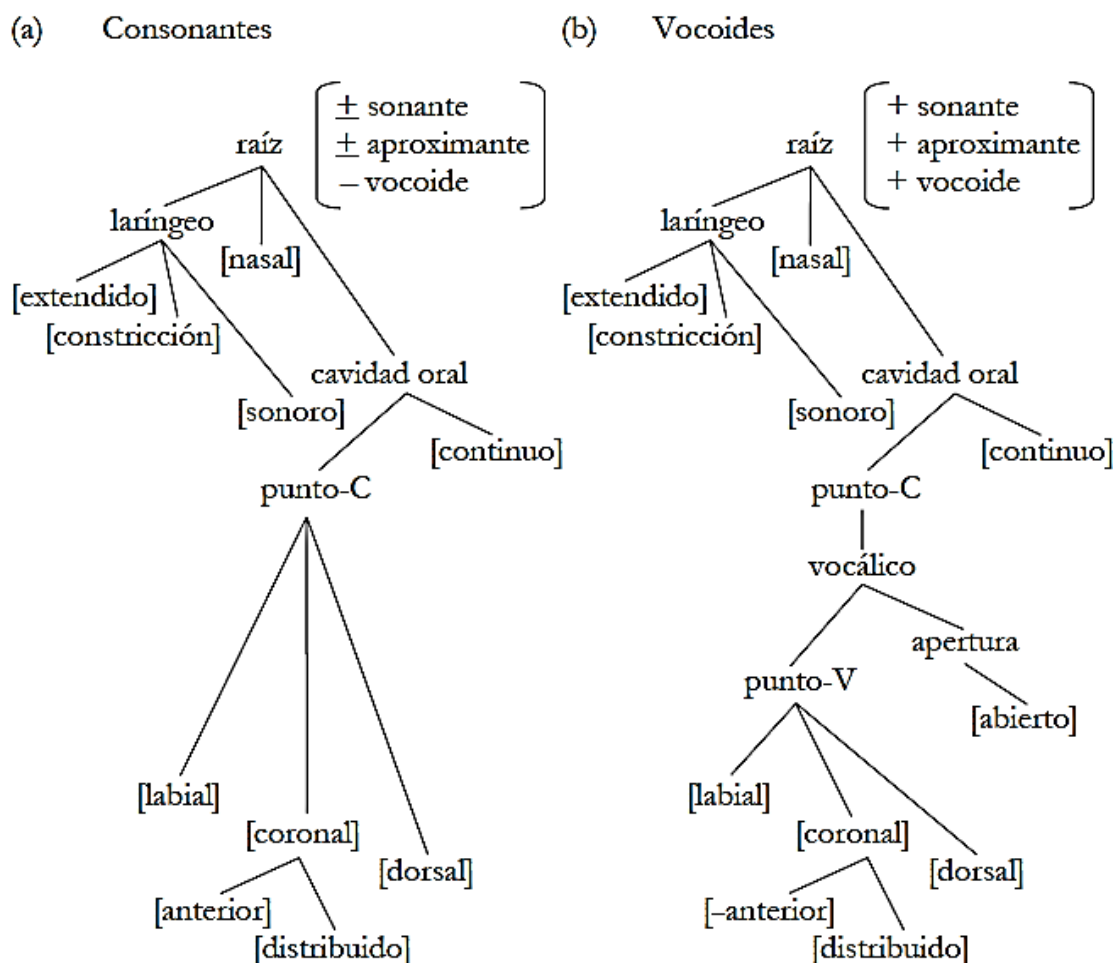 (a) Consonantes
raíz
± sonante
± aproximante
– vocoide
laríngeo
[nasal]
[extendido]
[constricción]
cavidad oral
[sonoro]
[continuo]
punto-C
[labial]
[coronal]
[dorsal]
[anterior]
[distribuido]
(b) Vocoides
raíz
+ sonante
+ aproximante
+ vocoide
laríngeo
[nasal]
[extendido]
[constricción]
cavidad oral
[sonoro]
[continuo]
punto-C
vocálico
apertura
punto-V
[abierto]
[labial]
[coronal]
[dorsal]
[–anterior]
[distribuido]